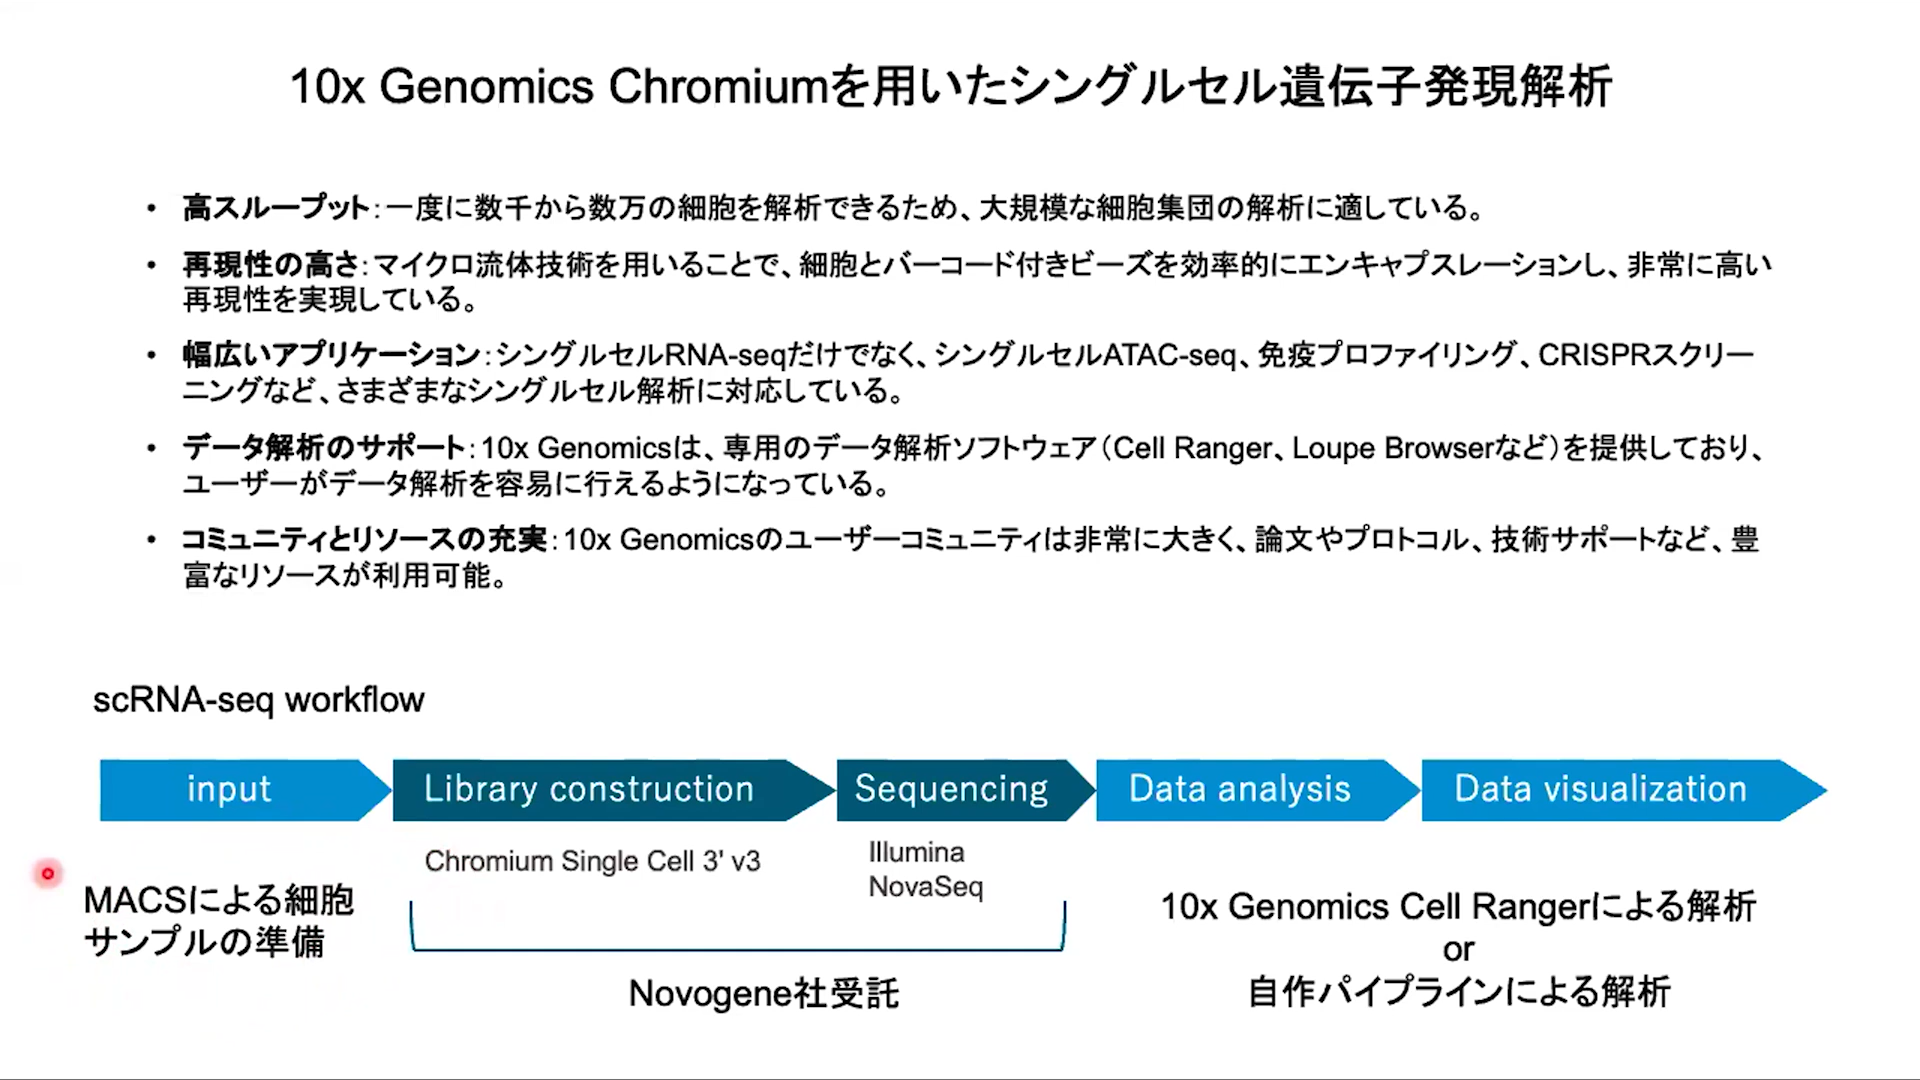 10x Genomics Chromiumを用いたシングルセル遺伝子発現解析
• 高スループット：一度に数千から数万の細胞を解析できるため、大規模な細胞集団の解析に適している。
• 再現性の高さ：マイクロ流体技術を用いることで、細胞とバーコード付きビーズを効率的にエンキャプスレーションし、非常に高い
再現性を実現している。
• 幅広いアプリケーション：シングルセルRNA-seqだけでなく、シングルセルATAC-seq、免疫プロファイリング、CRISPRスクリー
ニングなど、さまざまなシングルセル解析に対応している。
• データ解析のサポート：10x Genomicsは、専用のデータ解析ソフトウェア（Cell Ranger、Loupe Browserなど）を提供しており、
ユーザーがデータ解析を容易に行えるようになっている。
• コミュニティとリソースの充実：10x Genomicsのユーザーコミュニティは非常に大きく、論文やプロトコル、技術サポートなど、豊
富なリソースが利用可能。
scRNA-seq workflow
input
Library construction
Sequencing
Data analysis
Data visualization
MACSによる細胞
サンプルの準備
Chromium Single Cell 3' v3
Illumina
NovaSeq
Novogene社受託
10x Genomics Cell Rangerによる解析
or
自作パイプラインによる解析